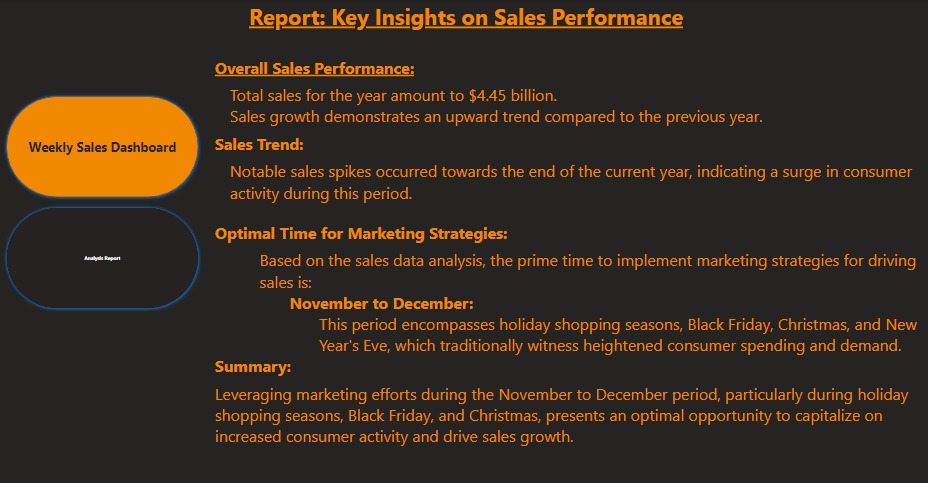 Report: Key Insights on Sales Performance
Overall Sales Performance:
Total sales for the year amount to $4.45 billion.
Sales growth demonstrates an upward trend compared to the previous year.
Weekly Sales Dashboard
Sales Trend:
Notable sales spikes occurred towards the end of the current year, indicating a surge in consumer
activity during this period.
Analysis Report
Optimal Time for Marketing Strategies:
Based on the sales data analysis, the prime time to implement marketing strategies for driving
sales is:
November to December:
This period encompasses holiday shopping seasons, Black Friday, Christmas, and New
Year's Eve, which traditionally witness heightened consumer spending and demand.
Summary:
Leveraging marketing efforts during the November to December period, particularly during holiday
shopping seasons, Black Friday, and Christmas, presents an optimal opportunity to capitalize on
increased consumer activity and drive sales growth.